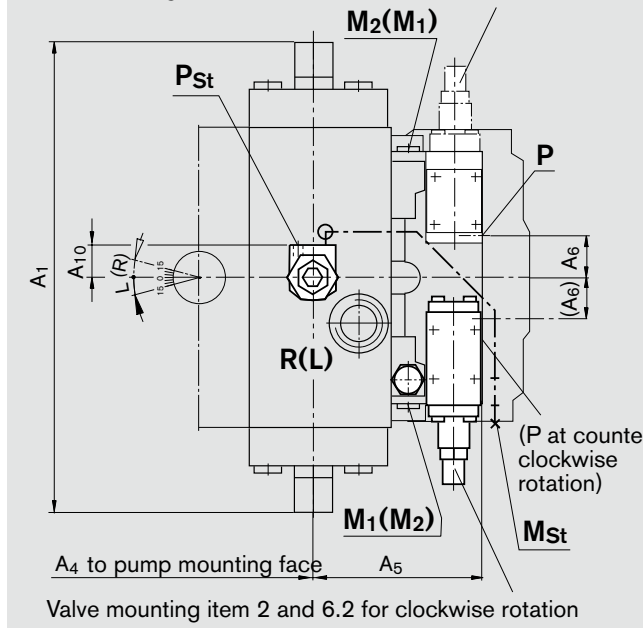 M2(M1)
PSt
P
A1
A10
L (R)
15 0 15
A6
(A6)
R(L)
(P at counte
clockwise
rotation)
M1(M2)
MSt
A4 to pump mounting face
A5
Valve mounting item 2 and 6.2 for clockwise rotation